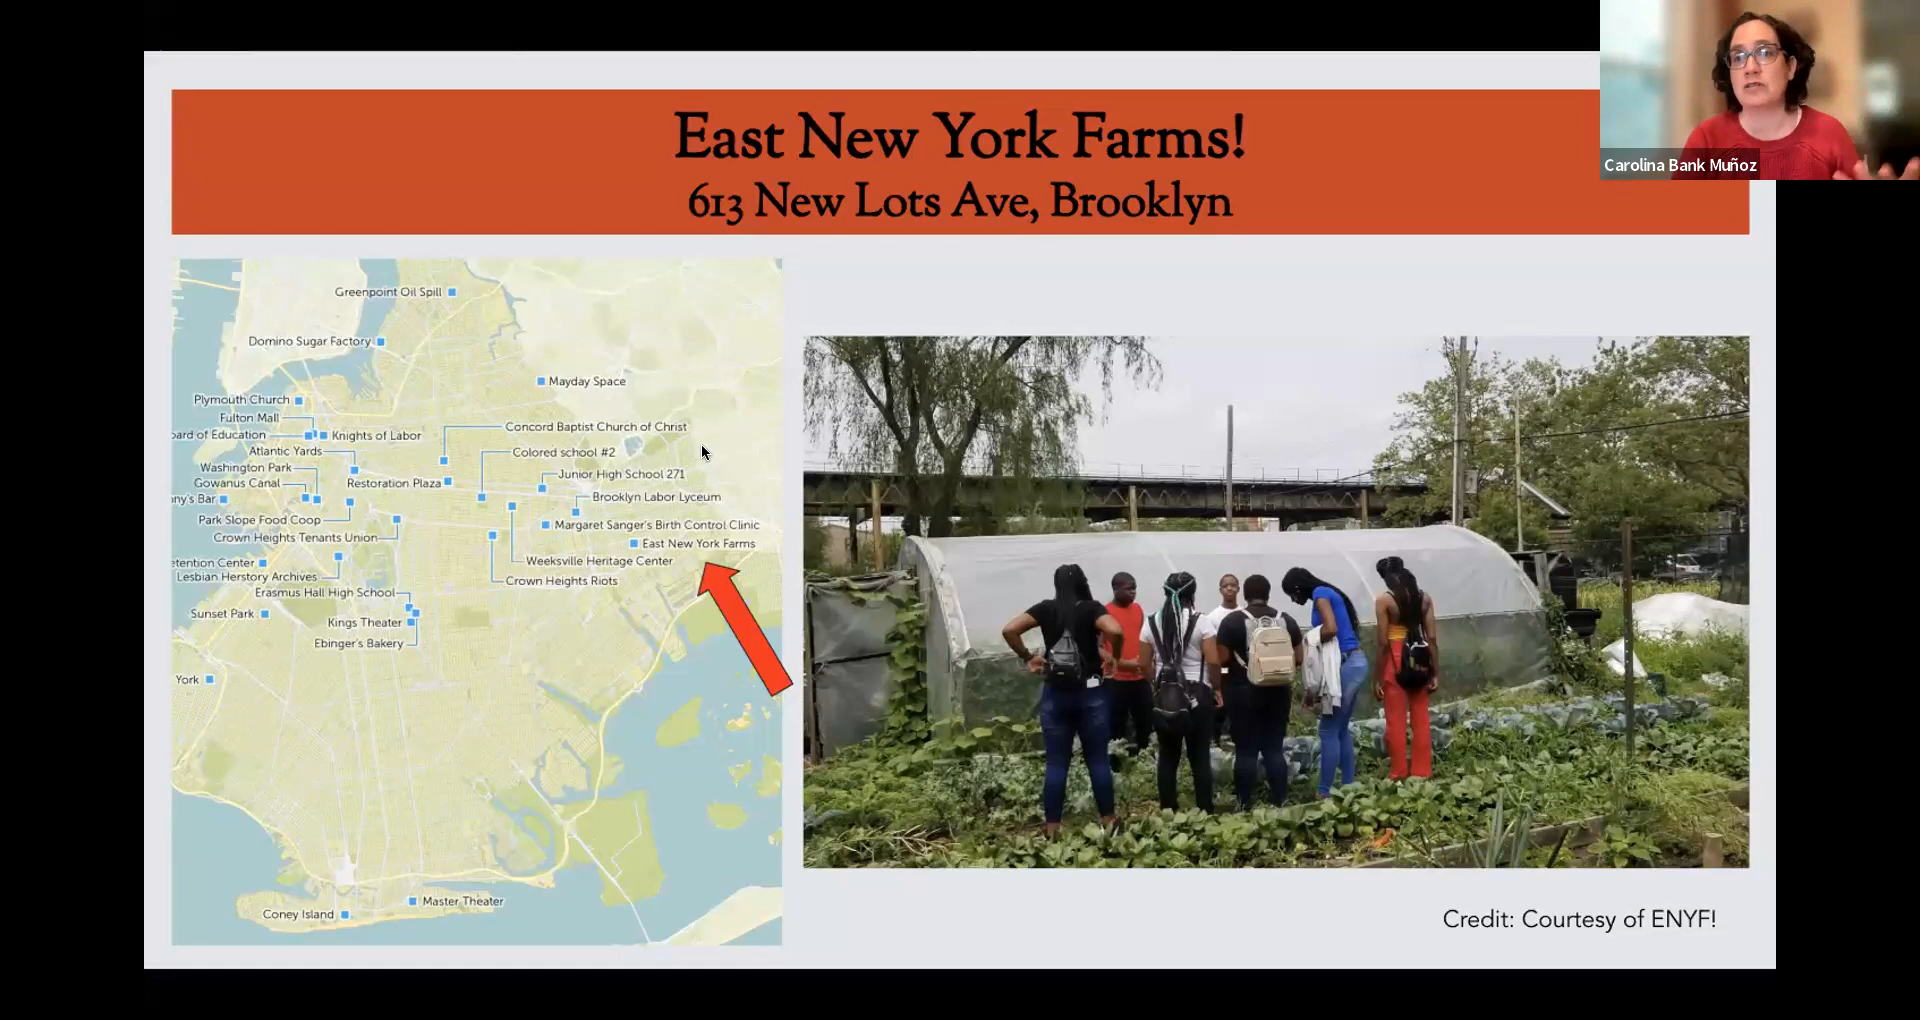 East New York Farms!
613 New Lots Ave, Brooklyn
Carolina Bank Muñoz
Greenpoint Oil Spill
Domino Sugar Factory
Mayday Space
Plymouth Church
Fulton Mall
oard of Education
Knights of Labor
Concord Baptist Church of Christ
Atlantic Yards
Colored school #2
Washington Park
Junior High School 271
Gowanus Canal
Restoration Plaza
ny's Bar
Brooklyn Labor Lyceum
Park Slope Food Coop
Margaret Sanger's Birth Control Clinic
Crown Heights Tenants Union
East New York Farms
etention Center
Weeksville Heritage Center
Lesbian Herstory Archives
Crown Heights Riots
Erasmus Hall High School
Sunset Park
Kings Theater
Ebinger's Bakery
York
Master Theater
Coney Island
Credit: Courtesy of ENYF!